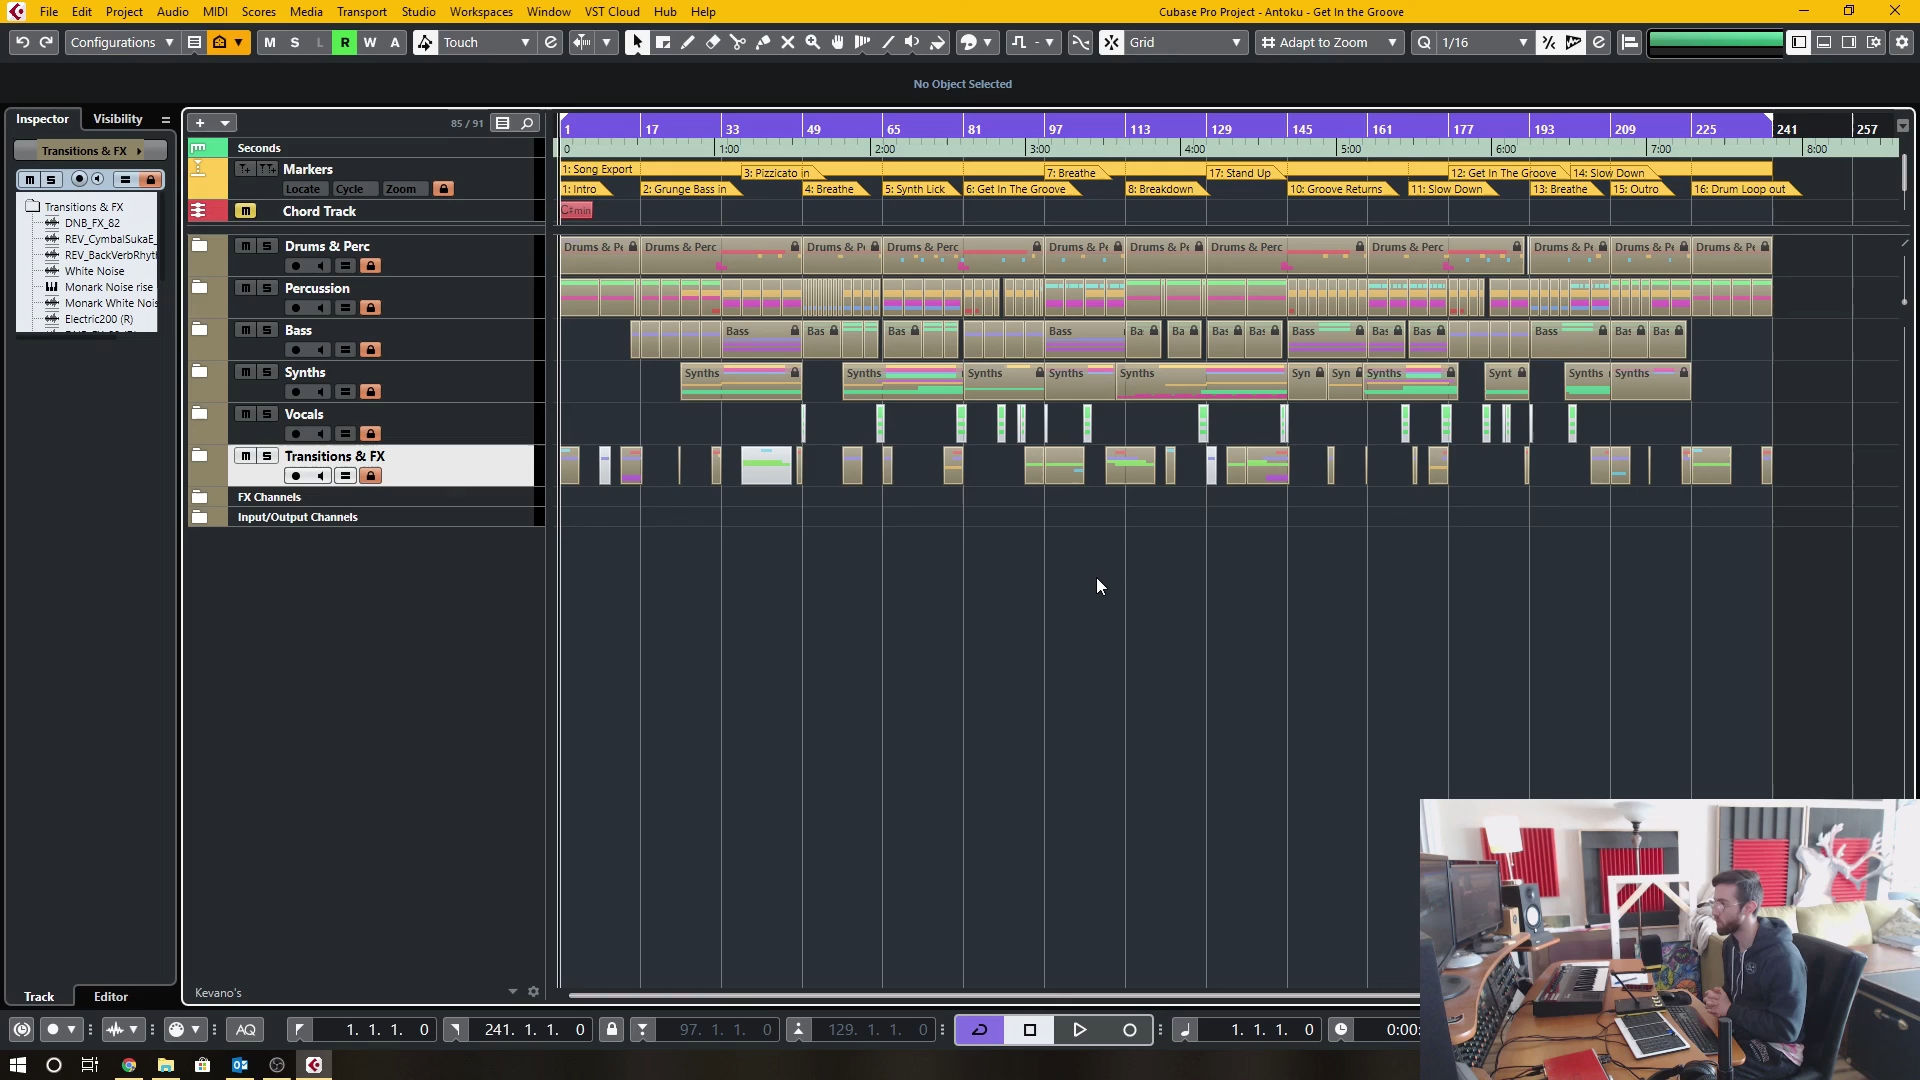 File Edit Project Audio MIDI Scores Media Transport Studio Workspaces Window VST Cloud Hub Help
Cubase Pro Project - Antoku - Get In the Groove
Configurations M S L R W A Touch Grid Adapt to Zoom Q 1/16
No Object Selected
Inspector Visibility
Transitions & FX
m S
Transitions & FX
DNB_FX_82
REV_CymbalSukaE_
REV_BackVerbRhyt
White Noise
Monark Noise rise
Monark White Nois
Electric200 (R)
85 / 91
1 17 33 49 65 81 97 113 129 145 161 177 193 209 225 241 257
Seconds
0 1:00 2:00 3:00 4:00 5:00 6:00 7:00 8:00
Markers
Locate Cycle Zoom
1: Song Export 3: Pizzicato in 7: Breathe 17: Stand Up 12: Get In The Groove 14: Slow Down
1: Intro 2: Grunge Bass in 4: Breathe 5: Synth Lick 6: Get In The Groove 8: Breakdown 10: Groove Returns 11: Slow Down 13: Breathe 15: Outro 16: Drum Loop out
m Chord Track
C#min
m S Drums & Perc
Drums & Pe Drums & Perc Drums & Pe Drums & Perc Drums & Pe Drums & Pe Drums & Perc Drums & Perc Drums & Pe Drums & Pe Drums & Pe
m S Percussion
m S Bass
Bass Bas Bas Bass Ba Ba Bas Bas Bass Bas Bas Bass Bas Bas
m S Synths
Synths Synths Synths Synths Synths Syn Syn Synths Synt Synths Synths
m S Vocals
m S Transitions & FX
FX Channels
Input/Output Channels
Kevano's
Track Editor
AQ 1. 1. 1. 0 241. 1. 1. 0 97. 1. 1. 0 129. 1. 1. 0 1. 1. 1. 0 0:00: